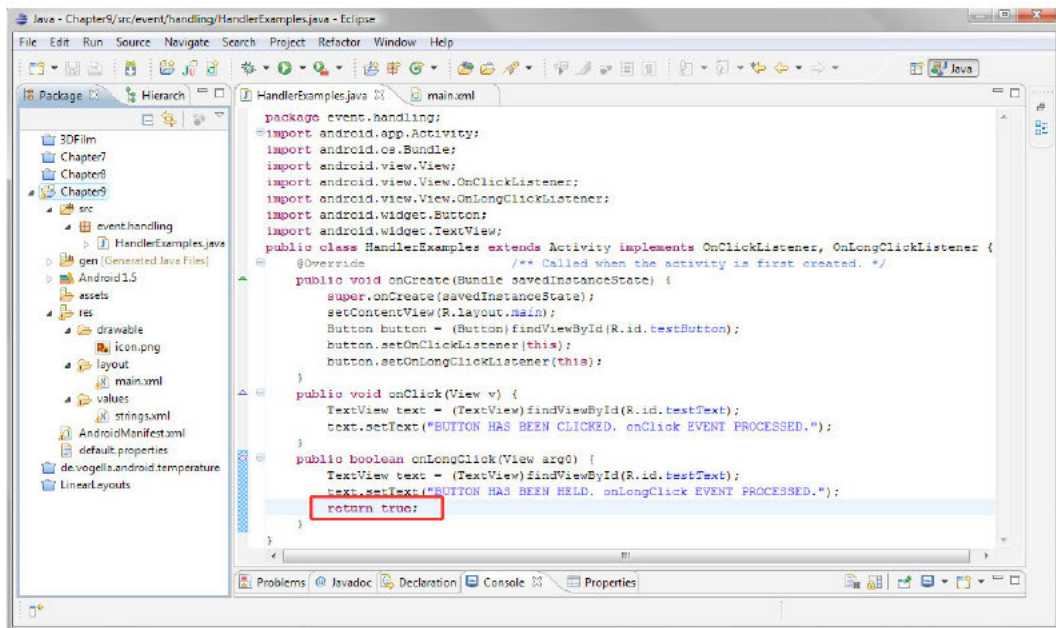 Java - Chapter9/src/event/handling/HandlerExamples.java - Eclipse
File Edit Run Source Navigate Search Project Refactor Window Help
Java
Package Hierarch
HandlerExamples.java main.xml
3DFilm
Chapter7
Chapter8
Chapter9
src
event.handling
HandlerExamples.java
gen [Generated Java Files]
Android 1.5
assets
res
drawable
icon.png
layout
main.xml
values
strings.xml
AndroidManifest.xml
default.properties
de.vogella.android.temperature
LinearLayouts
package event.handling;
import android.app.Activity;
import android.os.Bundle;
import android.view.View;
import android.view.View.OnClickListener;
import android.view.View.OnLongClickListener;
import android.widget.Button;
import android.widget.TextView;
public class HandlerExamples extends Activity implements OnClickListener, OnLongClickListener {
@Override /** Called when the activity is first created. */
public void onCreate(Bundle savedInstanceState) {
super.onCreate(savedInstanceState);
setContentView(R.layout.main);
Button button = (Button)findViewById(R.id.testButton);
button.setOnClickListener(this);
button.setOnLongClickListener(this);
}
public void onClick(View v) {
TextView text = (TextView)findViewById(R.id.testText);
text.setText("BUTTON HAS BEEN CLICKED. onClick EVENT PROCESSED.");
}
public boolean onLongClick(View arg0) {
TextView text = (TextView)findViewById(R.id.testText);
text.setText("BUTTON HAS BEEN HELD. onLongClick EVENT PROCESSED.");
return true;
}
}
Problems @ Javadoc Declaration Console Properties